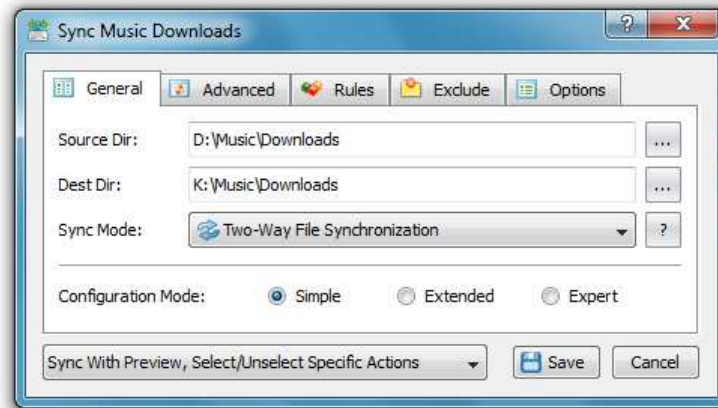 Sync Music Downloads
General Advanced Rules Exclude Options
Source Dir: D:\Music\Downloads ...
Dest Dir: K:\Music\Downloads ...
Sync Mode: Two-Way File Synchronization ?
Configuration Mode: Simple Extended Expert
Sync With Preview, Select/Unselect Specific Actions Save Cancel